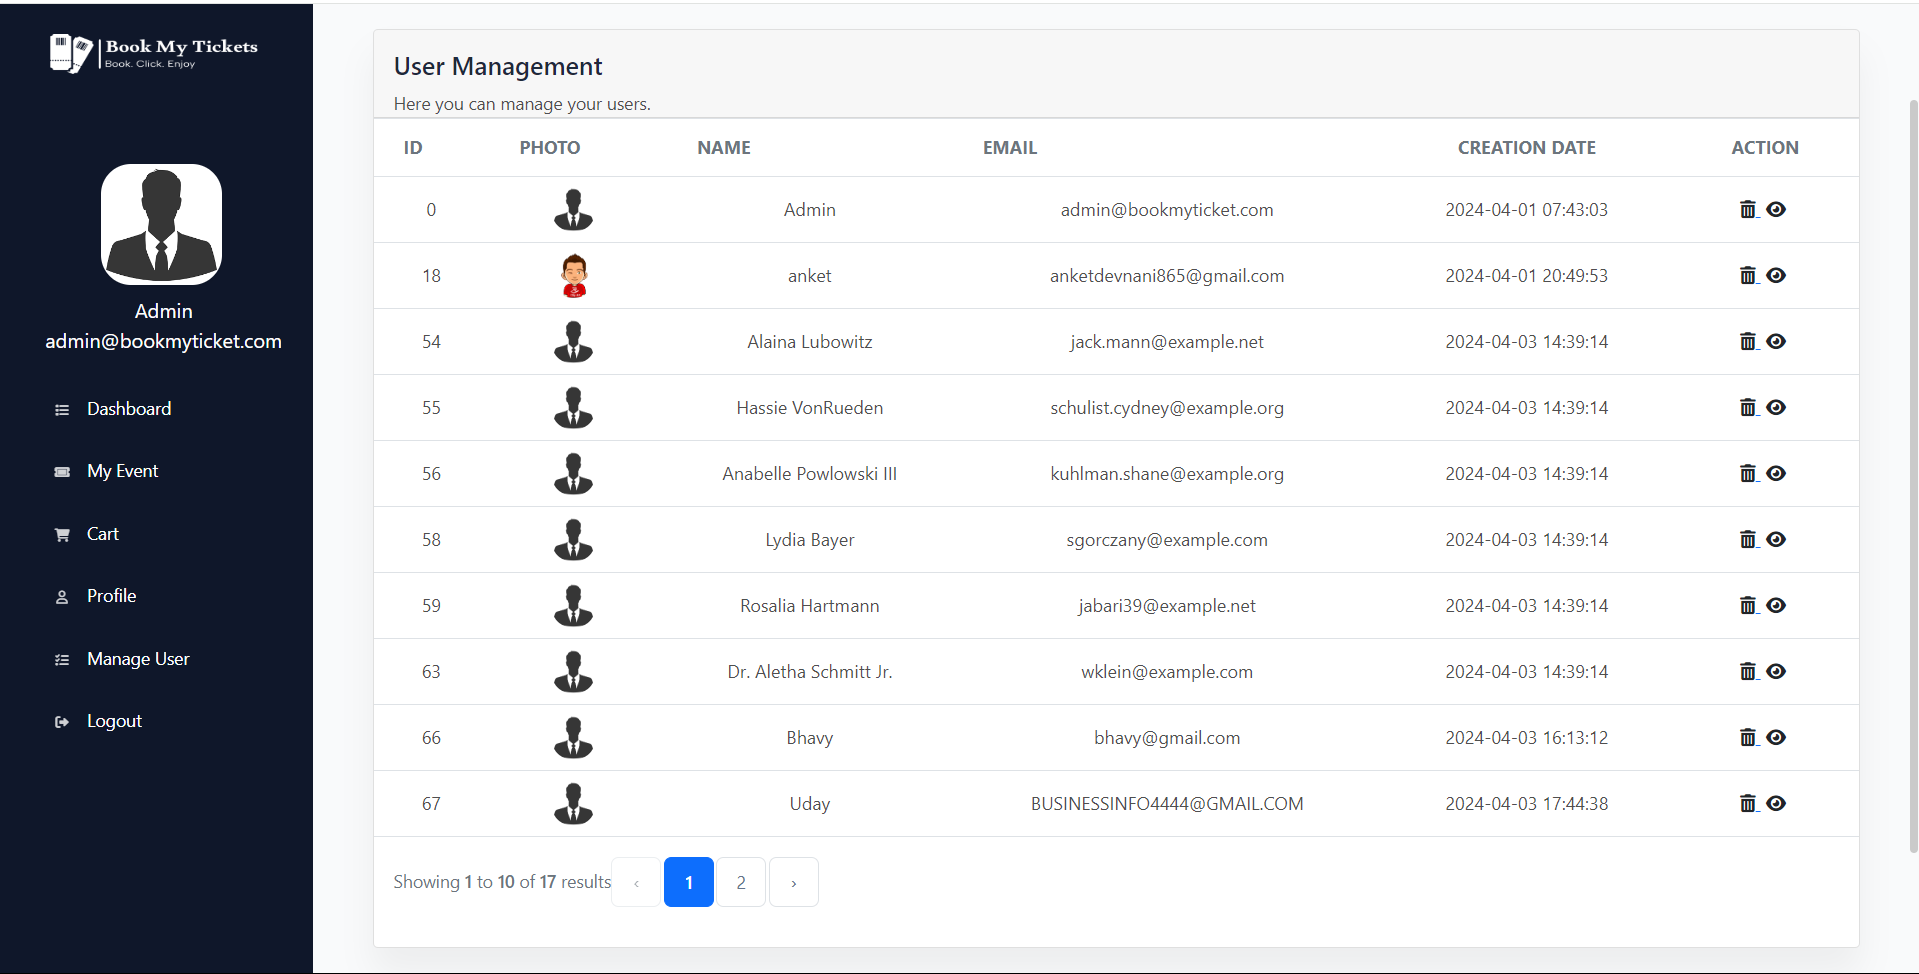 Book My Tickets
Book. Click. Enjoy
Admin
admin@bookmyticket.com
Dashboard
My Event
Cart
Profile
Manage User
Logout
User Management
Here you can manage your users.
ID PHOTO NAME EMAIL CREATION DATE ACTION
0 Admin admin@bookmyticket.com 2024-04-01 07:43:03
18 anket anketdevnani865@gmail.com 2024-04-01 20:49:53
54 Alaina Lubowitz jack.mann@example.net 2024-04-03 14:39:14
55 Hassie VonRueden schulist.cydney@example.org 2024-04-03 14:39:14
56 Anabelle Powlowski III kuhlman.shane@example.org 2024-04-03 14:39:14
58 Lydia Bayer sgorczany@example.com 2024-04-03 14:39:14
59 Rosalia Hartmann jabari39@example.net 2024-04-03 14:39:14
63 Dr. Aletha Schmitt Jr. wklein@example.com 2024-04-03 14:39:14
66 Bhavy bhavy@gmail.com 2024-04-03 16:13:12
67 Uday BUSINESSINFO4444@GMAIL.COM 2024-04-03 17:44:38
Showing 1 to 10 of 17 results ‹ 1 2 ›